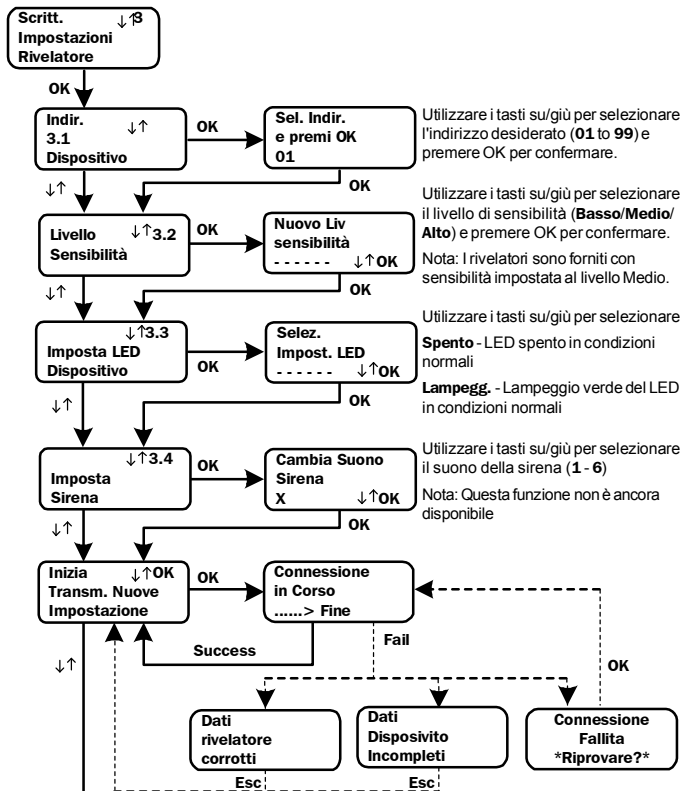 Scritt. ↓↑3
Impostazioni
Rivelatore
OK
Indir.
3.1 ↓↑
Dispositivo
OK
Sel. Indir.
e premi OK
01
Utilizzare i tasti su/giù per selezionare
l'indirizzo desiderato (01 to 99) e
premere OK per confermare.
↓↑
OK
Livello ↓↑3.2
Sensibilità
OK
Nuovo Liv
sensibilità
- - - - - - ↓↑OK
Utilizzare i tasti su/giù per selezionare
il livello di sensibilità (Basso/Medio/
Alto) e premere OK per confermare.
Nota: I rivelatori sono forniti con
sensibilità impostata al livello Medio.
↓↑
OK
↓↑3.3
Imposta LED
Dispositivo
OK
Selez.
Impost. LED
- - - - - - ↓↑OK
Utilizzare i tasti su/giù per selezionare
Spento - LED spento in condizioni
normali
Lampegg. - Lampeggio verde del LED
in condizioni normali
↓↑
OK
↓↑3.4
Imposta
Sirena
OK
Cambia Suono
Sirena
X ↓↑OK
Utilizzare i tasti su/giù per selezionare
il suono della sirena (1 - 6)
Nota: Questa funzione non è ancora
disponibile
↓↑
OK
Inizia ↓↑OK
Transm. Nuove
Impostazione
OK
Connessione
in Corso
......> Fine
Success
Fail
↓↑
OK
Dati
rivelatore
corrotti
Dati
Disposivito
Incompleti
Connessione
Fallita
*Riprovare?*
Esc
Esc